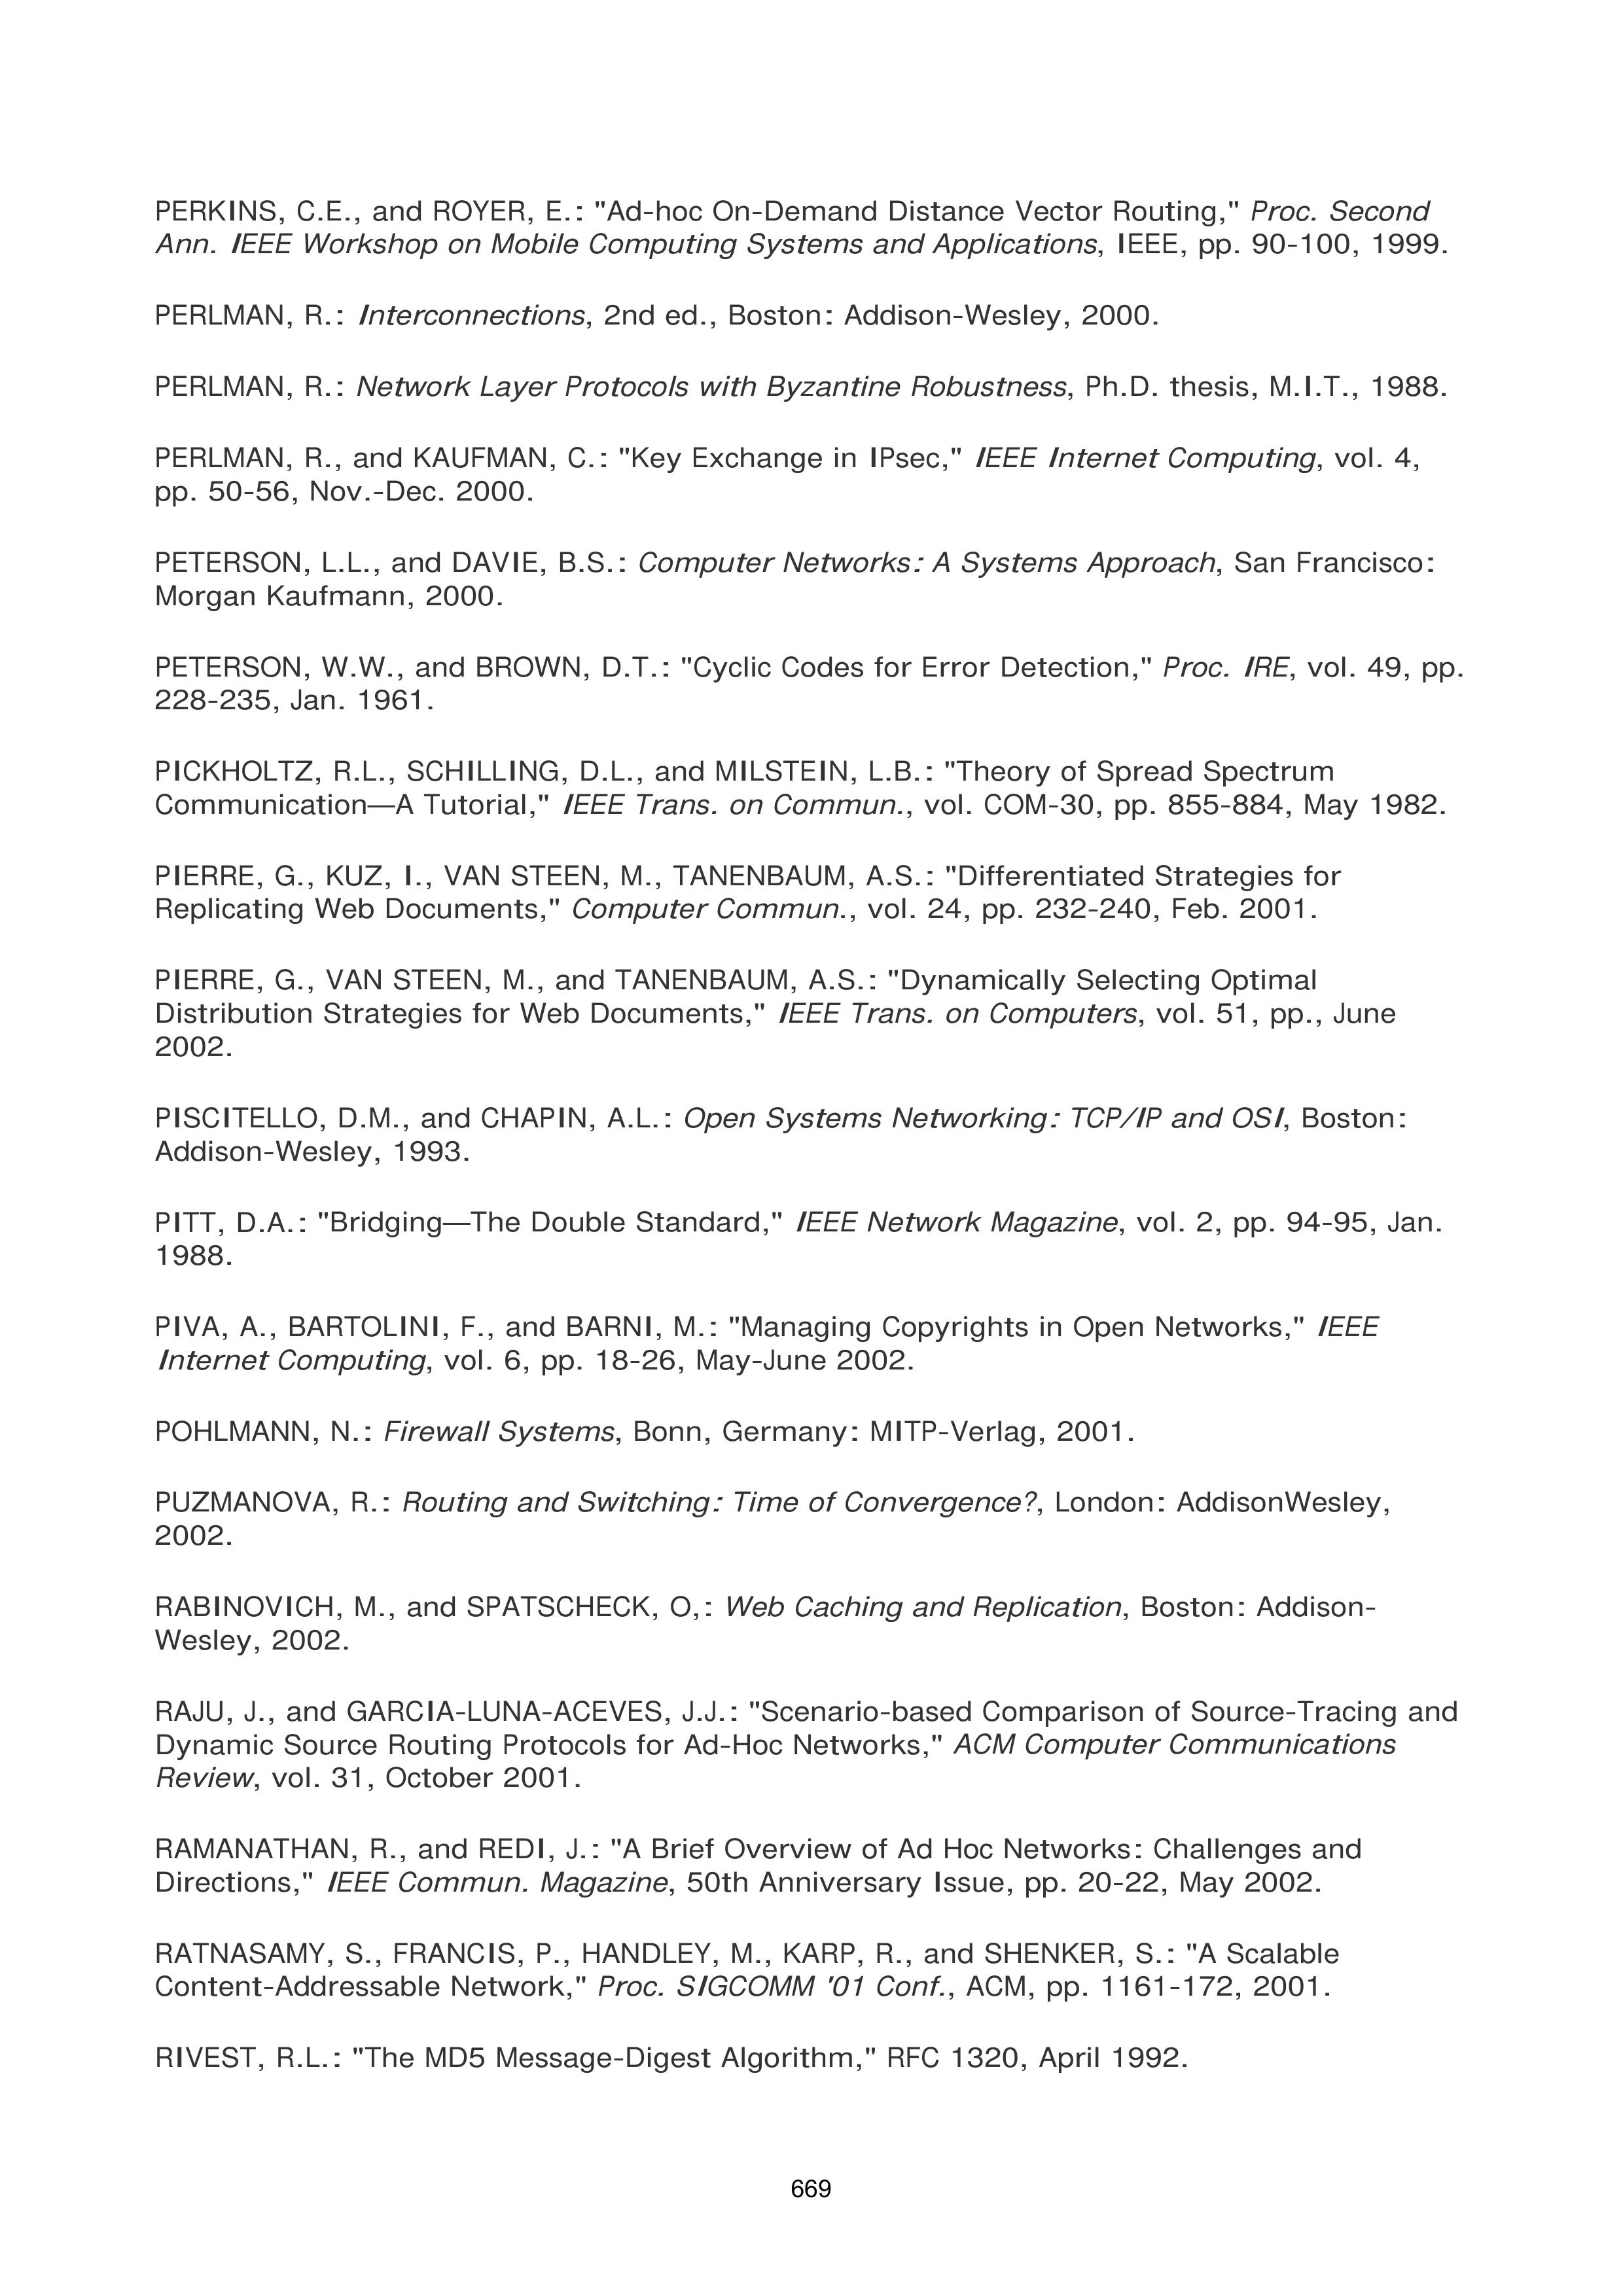 PERKINS, C.E., and ROYER, E.: "Ad-hoc On-Demand Distance Vector Routing," Proc. Second
Ann. IEEE Workshop on Mobile Computing Systems and Applications, IEEE, pp. 90-100, 1999.
PERLMAN, R.: Interconnections, 2nd ed., Boston: Addison-Wesley, 2000.
PERLMAN, R.: Network Layer Protocols with Byzantine Robustness, Ph.D. thesis, M.I.T., 1988.
PERLMAN, R., and KAUFMAN, C.: "Key Exchange in IPsec," IEEE Internet Computing, vol. 4,
pp. 50-56, Nov.-Dec. 2000.
PETERSON, L.L., and DAVIE, B.S.: Computer Networks: A Systems Approach, San Francisco:
Morgan Kaufmann, 2000.
PETERSON, W.W., and BROWN, D.T.: "Cyclic Codes for Error Detection," Proc. IRE, vol. 49, pp.
228-235, Jan. 1961.
PICKHOLTZ, R.L., SCHILLING, D.L., and MILSTEIN, L.B.: "Theory of Spread Spectrum
Communication—A Tutorial," IEEE Trans. on Commun., vol. COM-30, pp. 855-884, May 1982.
PIERRE, G., KUZ, I., VAN STEEN, M., TANENBAUM, A.S.: "Differentiated Strategies for
Replicating Web Documents," Computer Commun., vol. 24, pp. 232-240, Feb. 2001.
PIERRE, G., VAN STEEN, M., and TANENBAUM, A.S.: "Dynamically Selecting Optimal
Distribution Strategies for Web Documents," IEEE Trans. on Computers, vol. 51, pp., June
2002.
PISCITELLO, D.M., and CHAPIN, A.L.: Open Systems Networking: TCP/IP and OSI, Boston:
Addison-Wesley, 1993.
PITT, D.A.: "Bridging—The Double Standard," IEEE Network Magazine, vol. 2, pp. 94-95, Jan.
1988.
PIVA, A., BARTOLINI, F., and BARNI, M.: "Managing Copyrights in Open Networks," IEEE
Internet Computing, vol. 6, pp. 18-26, May-June 2002.
POHLMANN, N.: Firewall Systems, Bonn, Germany: MITP-Verlag, 2001.
PUZMANOVA, R.: Routing and Switching: Time of Convergence?, London: AddisonWesley,
2002.
RABINOVICH, M., and SPATSCHECK, O,: Web Caching and Replication, Boston: Addison-
Wesley, 2002.
RAJU, J., and GARCIA-LUNA-ACEVES, J.J.: "Scenario-based Comparison of Source-Tracing and
Dynamic Source Routing Protocols for Ad-Hoc Networks," ACM Computer Communications
Review, vol. 31, October 2001.
RAMANATHAN, R., and REDI, J.: "A Brief Overview of Ad Hoc Networks: Challenges and
Directions," IEEE Commun. Magazine, 50th Anniversary Issue, pp. 20-22, May 2002.
RATNASAMY, S., FRANCIS, P., HANDLEY, M., KARP, R., and SHENKER, S.: "A Scalable
Content-Addressable Network," Proc. SIGCOMM '01 Conf., ACM, pp. 1161-172, 2001.
RIVEST, R.L.: "The MD5 Message-Digest Algorithm," RFC 1320, April 1992.
669